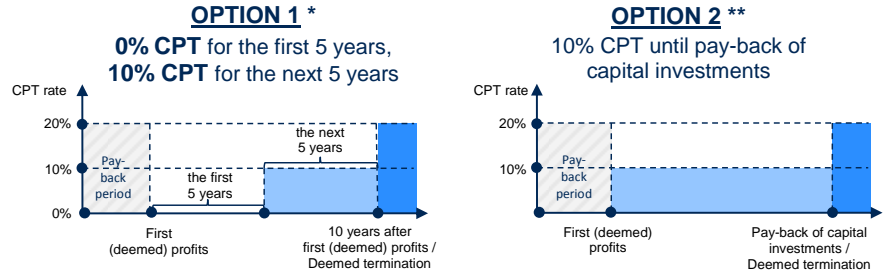 OPTION 1 *
0% CPT for the first 5 years,
10% CPT for the next 5 years
CPT rate
20%
10%
0%
Pay-
back
period
the first
5 years
the next
5 years
First
(deemed) profits
10 years after
first (deemed) profits /
Deemed termination
OPTION 2 **
10% CPT until pay-back of
capital investments
CPT rate
20%
10%
Pay-
back
period
First (deemed)
profits
Pay-back of capital
investments /
Deemed termination